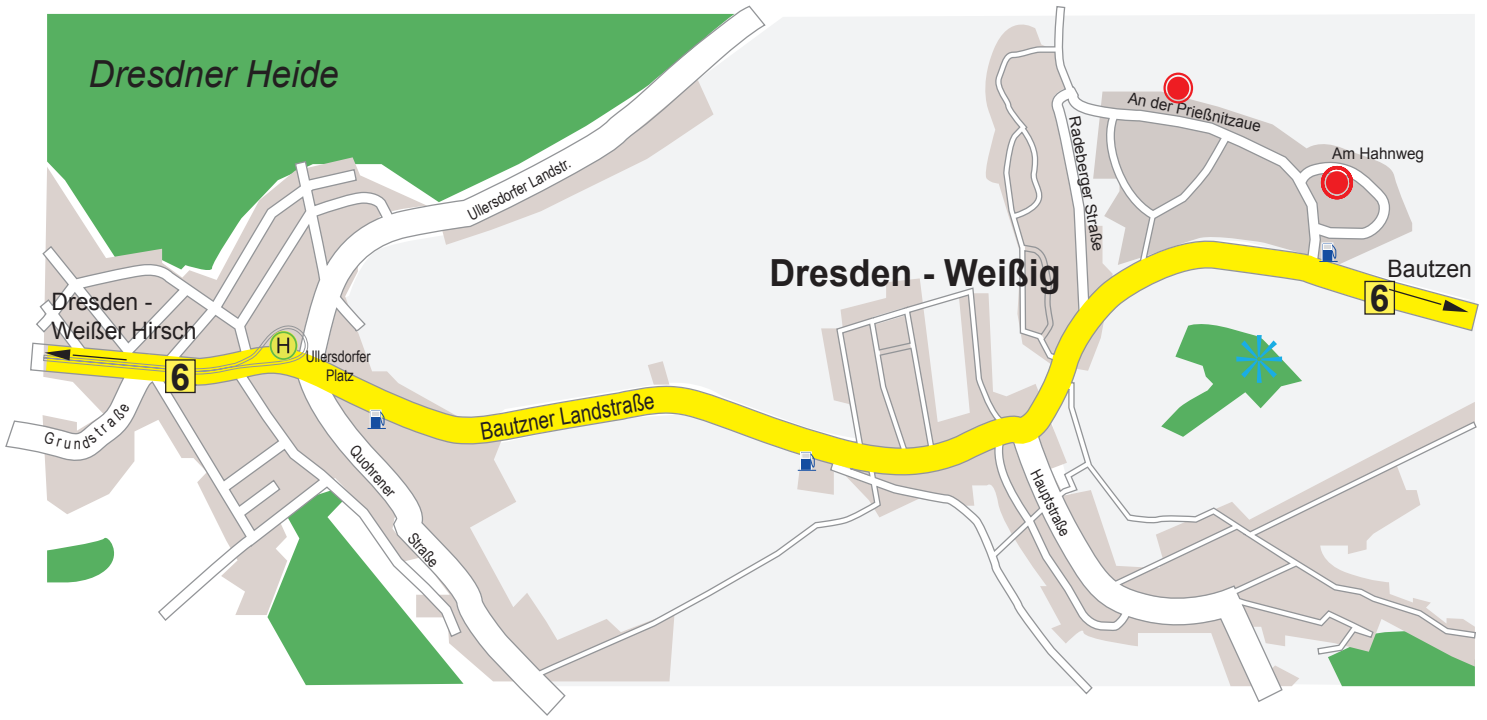 Dresdner Heide
An der Prießnitzaue
Am Hahnweg
Radeberger Straße
Ullersdorfer Landstr.
Dresden - Weißig
Bautzen
6
Dresden -
Weißer Hirsch
H
Ullersdorfer
Platz
6
Bautzner Landstraße
Grundstraße
Quohrener
Straße
Hauptstraße